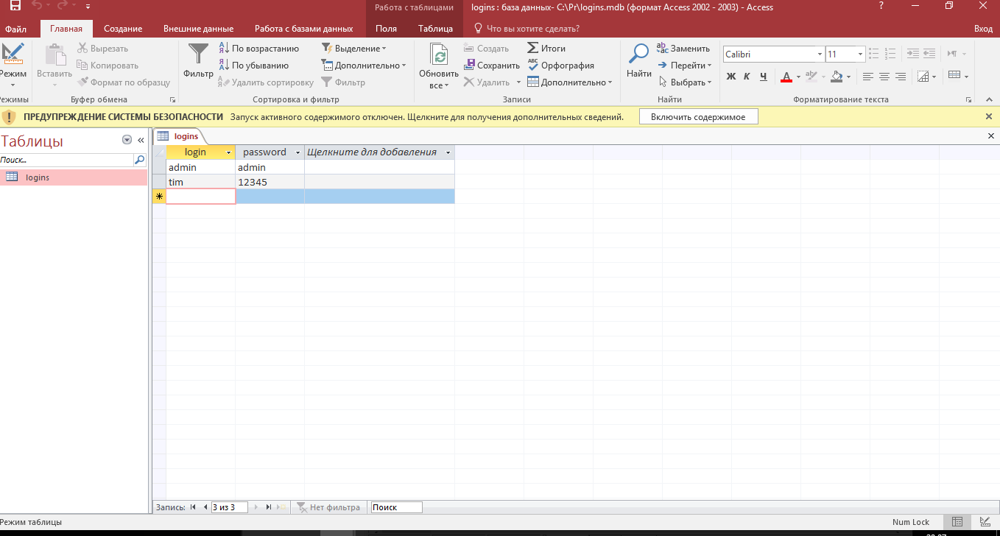 Работа с таблицами
logins : база данных- C:\Pr\logins.mdb (формат Access 2002 - 2003) - Access
?
Файл Главная Создание Внешние данные Работа с базами данных Поля Таблица Что вы хотите сделать? Вход
Режим
Режимы
Вставить
Вырезать
Копировать
Формат по образцу
Буфер обмена
Фильтр
По возрастанию
По убыванию
Удалить сортировку
Выделение
Дополнительно
Фильтр
Сортировка и фильтр
Обновить
все
Создать
Сохранить
Удалить
Итоги
Орфография
Дополнительно
Записи
Найти
Заменить
Перейти
Выбрать
Найти
Calibri 11
Ж К Ч А
Форматирование текста
ПРЕДУПРЕЖДЕНИЕ СИСТЕМЫ БЕЗОПАСНОСТИ Запуск активного содержимого отключен. Щелкните для получения дополнительных сведений. Включить содержимое
Таблицы
Поиск...
logins
logins
login password Щелкните для добавления
admin admin
tim 12345
Запись: 3 из 3 Нет фильтра Поиск
Режим таблицы Num Lock